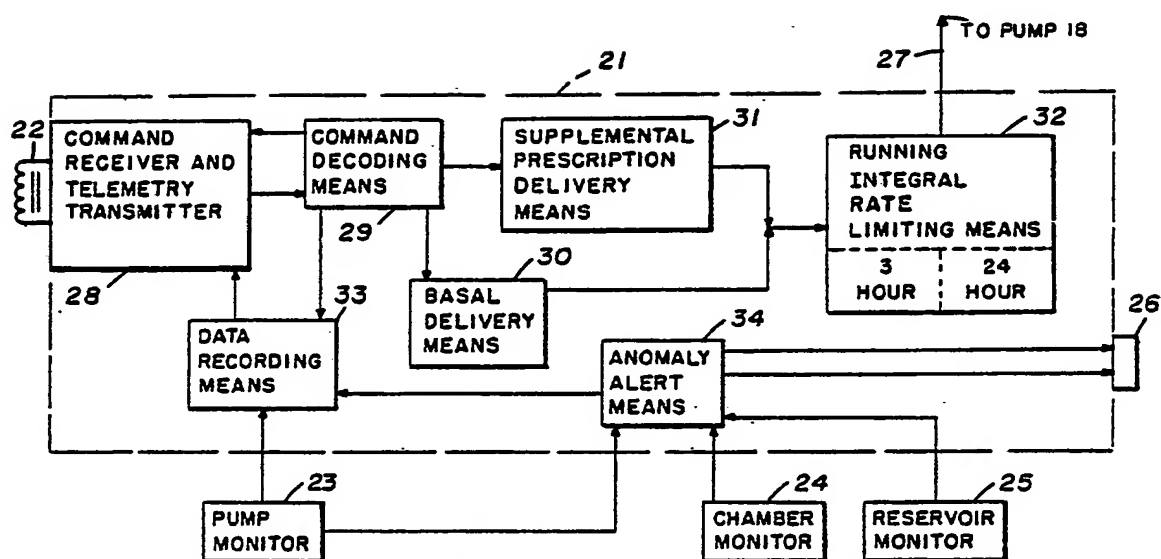 TO PUMP 18
27
21
22
COMMAND
RECEIVER AND
TELEMETRY
TRANSMITTER
28
COMMAND
DECODING
MEANS
29
31
SUPPLEMENTAL
PRESCRIPTION
DELIVERY
MEANS
32
RUNNING
INTEGRAL
RATE
LIMITING MEANS
3
HOUR
24
HOUR
30
BASAL
DELIVERY
MEANS
33
DATA
RECORDING
MEANS
34
ANOMALY
ALERT
MEANS
26
23
PUMP
MONITOR
24
CHAMBER
MONITOR
25
RESERVOIR
MONITOR